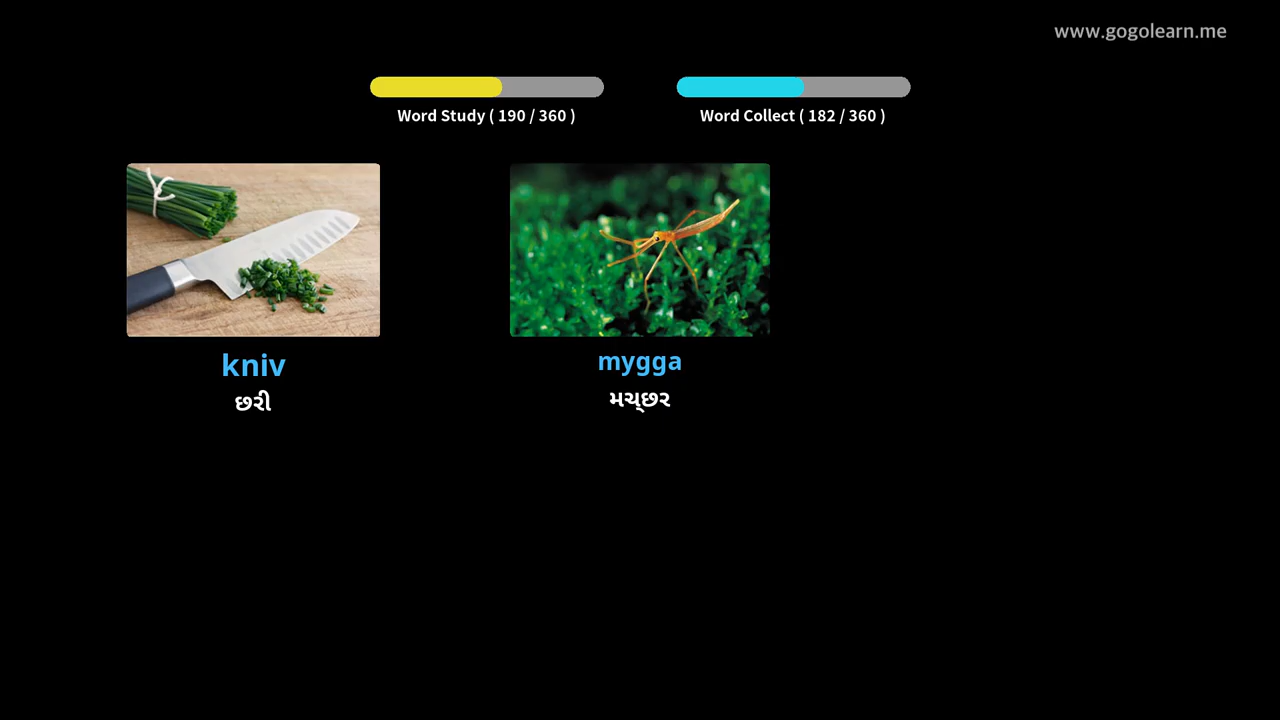 www.gogolearn.me
Word Study ( 190 / 360 )
Word Collect ( 182 / 360 )
kniv
છરી
mygga
મચ્છર